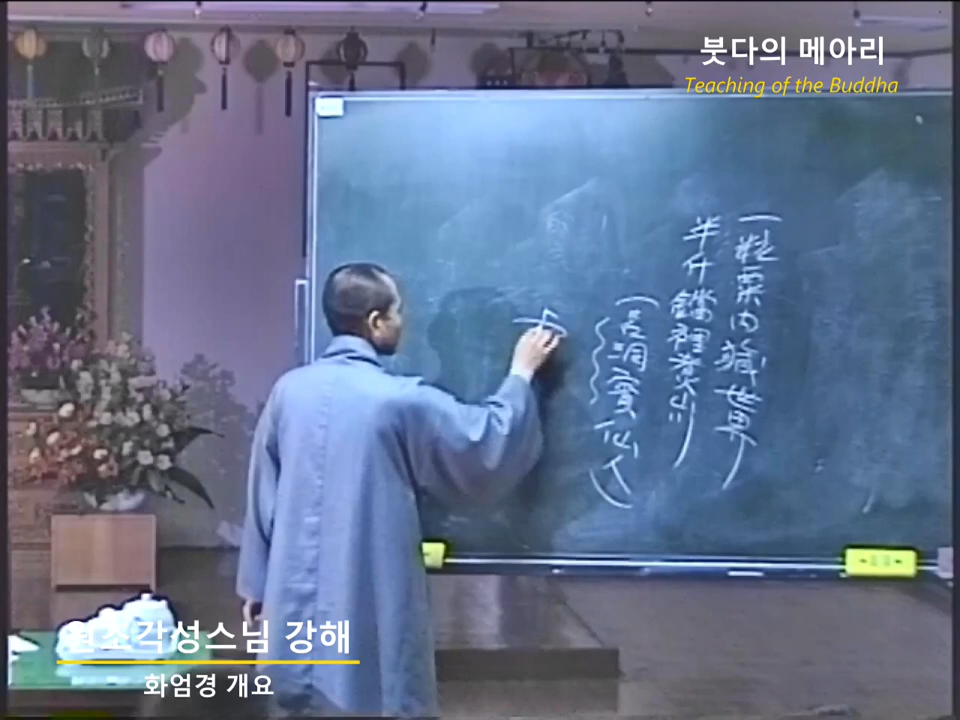 붓다의 메아리
Teaching of the Buddha
一粒粟内藏世界
半升鐺裡煮山川
(呂洞賓仙人)
원조각성스님 강해
화엄경 개요